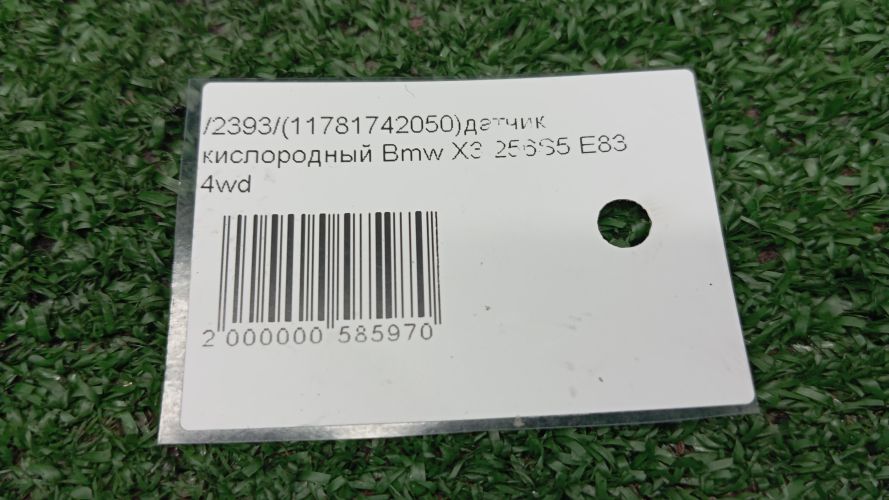 /2393/(11781742050)датчик
кислородный Bmw X3 256S5 E83
4wd
2 000000 585970